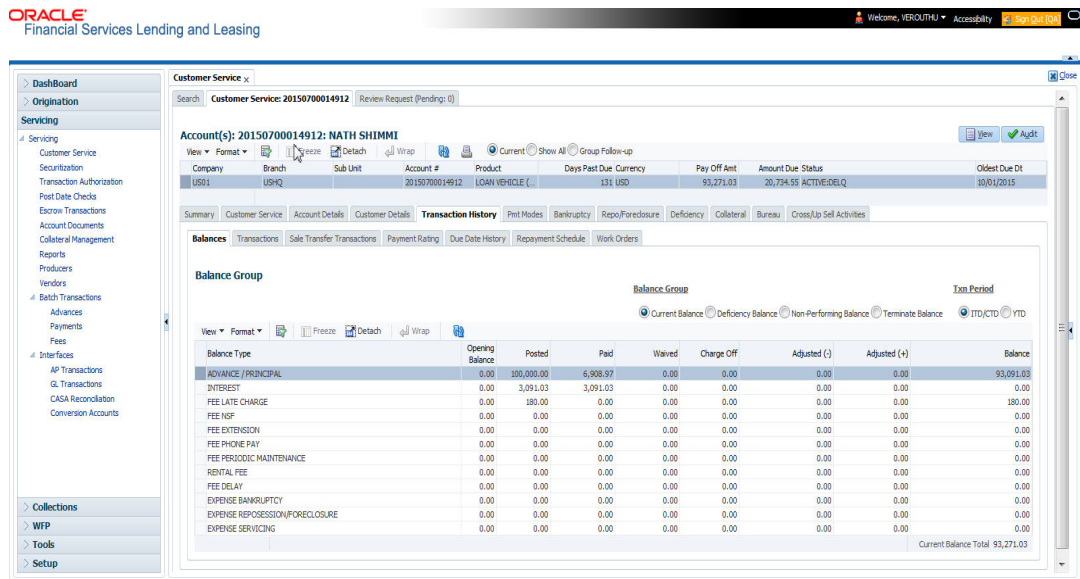 ORACLE®
Financial Services Lending and Leasing
Welcome, VEROUTHU Accessibility Sign Out [QA]
Customer Service x
Close
DashBoard
Origination
Servicing
Servicing
Customer Service
Securitization
Transaction Authorization
Post Date Checks
Escrow Transactions
Account Documents
Collateral Management
Reports
Producers
Vendors
Batch Transactions
Advances
Payments
Fees
Interfaces
AP Transactions
GL Transactions
CASA Reconciliation
Conversion Accounts
Collections
WFP
Tools
Setup
Search Customer Service: 20150700014912 Review Request (Pending: 0)
Account(s): 20150700014912: NATH SHIMMI
View Audit
View Format Freeze Detach Wrap Current Show All Group Follow-up
Company Branch Sub Unit Account # Product Days Past Due Currency Pay Off Amt Amount Due Status Oldest Due Dt
US01 USHQ 20150700014912 LOAN VEHICLE (... 131 USD 93,271.03 20,734.55 ACTIVE:DELQ 10/01/2015
Summary Customer Service Account Details Customer Details Transaction History Pmt Modes Bankruptcy Repo/Foreclosure Deficiency Collateral Bureau Cross/Up Sell Activities
Balances Transactions Sale Transfer Transactions Payment Rating Due Date History Repayment Schedule Work Orders
Balance Group
Balance Group Txn Period
Current Balance Deficiency Balance Non-Performing Balance Terminate Balance ITD/CTD YTD
View Format Freeze Detach Wrap
Balance Type Opening Balance Posted Paid Waived Charge Off Adjusted (-) Adjusted (+) Balance
ADVANCE / PRINCIPAL 0.00 100,000.00 6,908.97 0.00 0.00 0.00 0.00 93,091.03
INTEREST 0.00 3,091.03 3,091.03 0.00 0.00 0.00 0.00 0.00
FEE LATE CHARGE 0.00 180.00 0.00 0.00 0.00 0.00 0.00 180.00
FEE NSF 0.00 0.00 0.00 0.00 0.00 0.00 0.00 0.00
FEE EXTENSION 0.00 0.00 0.00 0.00 0.00 0.00 0.00 0.00
FEE PHONE PAY 0.00 0.00 0.00 0.00 0.00 0.00 0.00 0.00
FEE PERIODIC MAINTENANCE 0.00 0.00 0.00 0.00 0.00 0.00 0.00 0.00
RENTAL FEE 0.00 0.00 0.00 0.00 0.00 0.00 0.00 0.00
FEE DELAY 0.00 0.00 0.00 0.00 0.00 0.00 0.00 0.00
EXPENSE BANKRUPTCY 0.00 0.00 0.00 0.00 0.00 0.00 0.00 0.00
EXPENSE REPOSESSION/FORECLOSURE 0.00 0.00 0.00 0.00 0.00 0.00 0.00 0.00
EXPENSE SERVICING 0.00 0.00 0.00 0.00 0.00 0.00 0.00 0.00
Current Balance Total 93,271.03